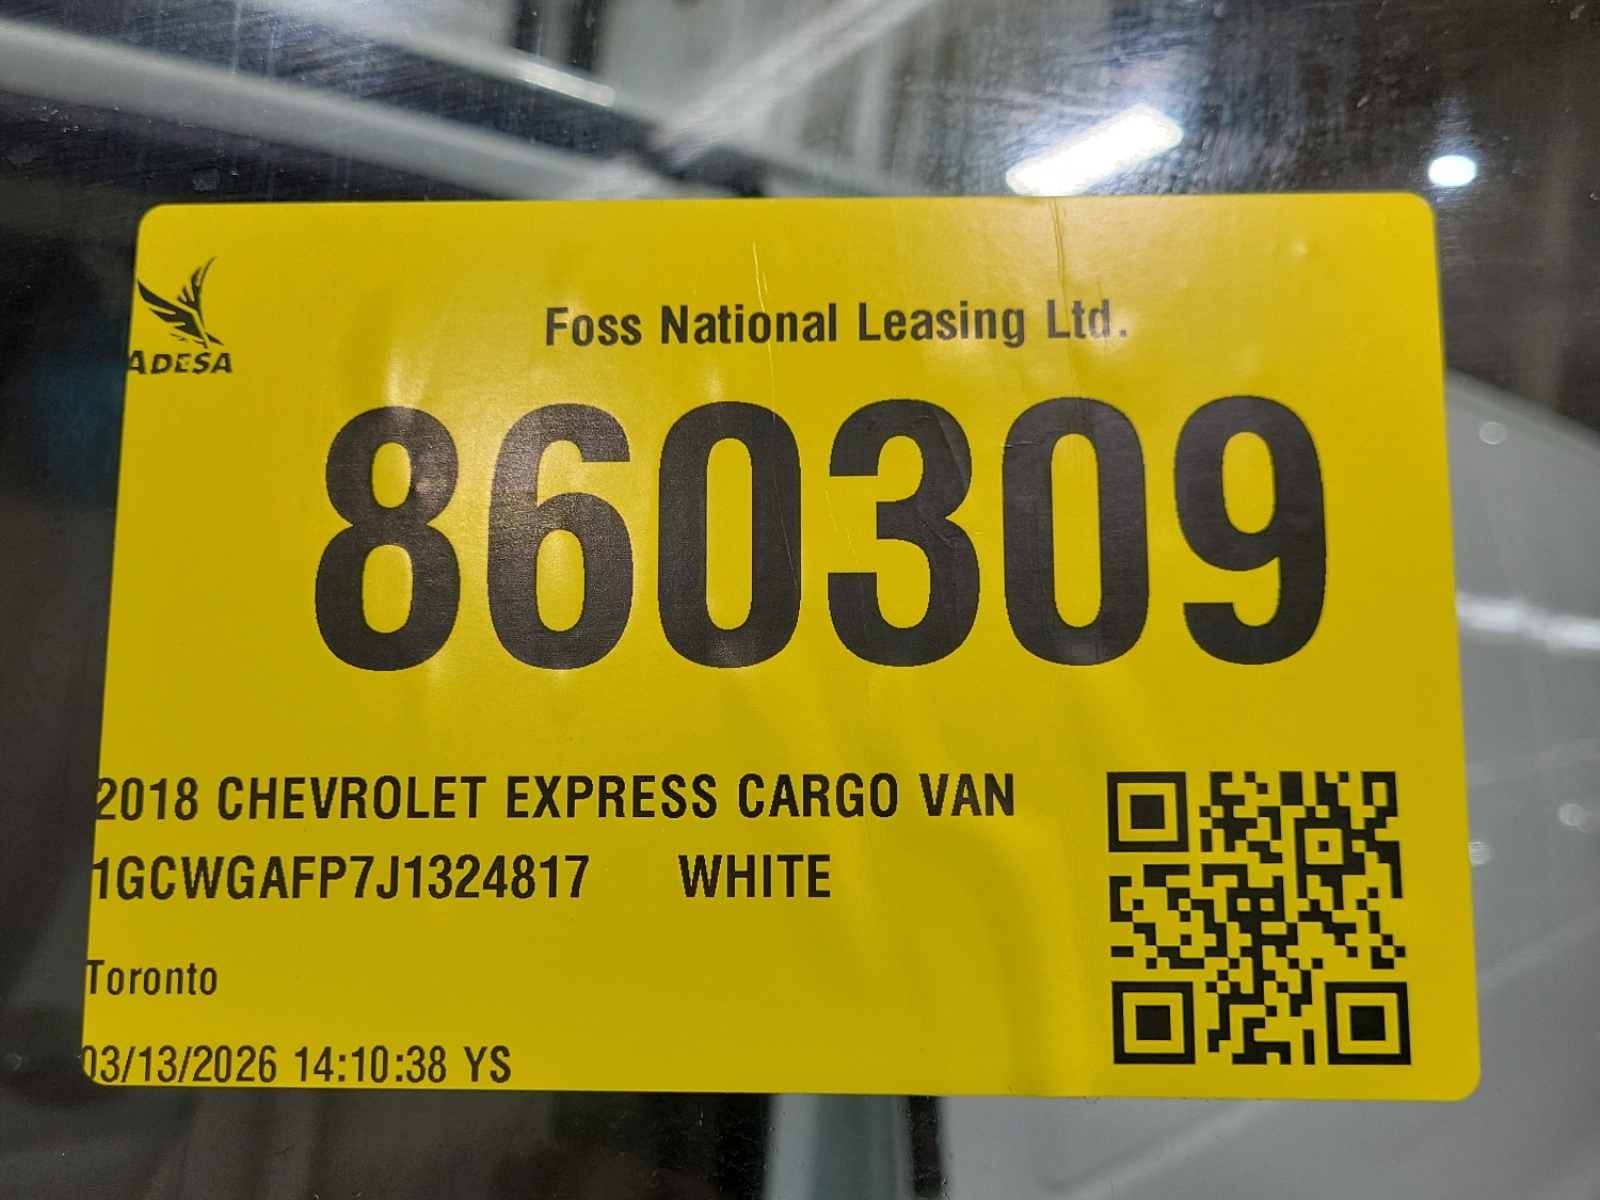 ADESA
Foss National Leasing Ltd.
860309
2018 CHEVROLET EXPRESS CARGO VAN
1GCWGAFP7J1324817 WHITE
Toronto
03/13/2026 14:10:38 YS